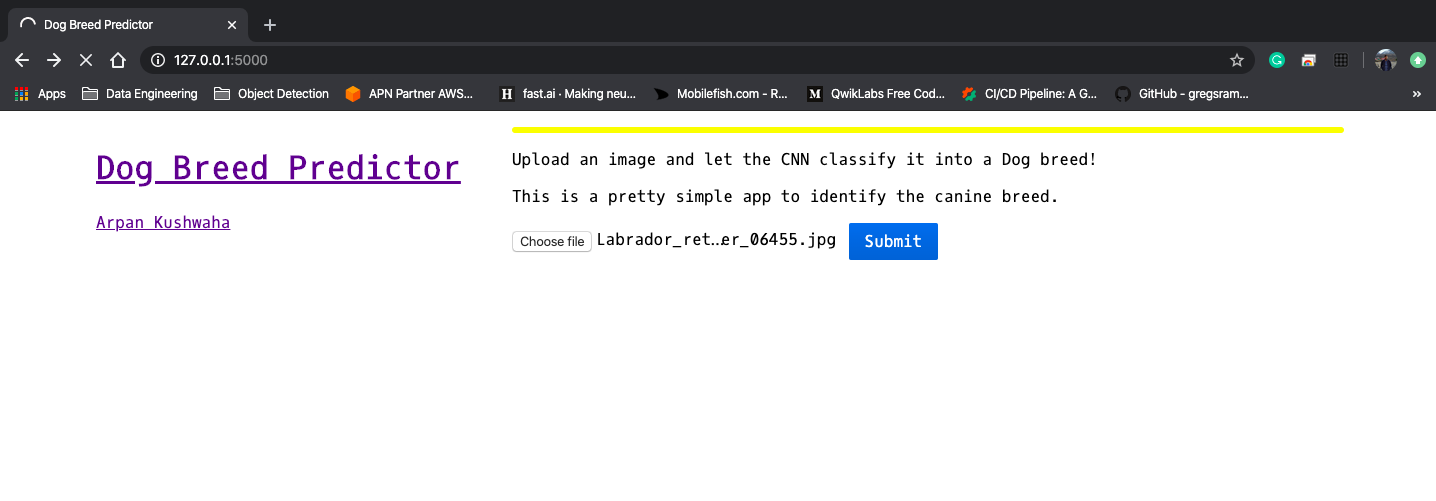 Dog Breed Predictor
127.0.0.1:5000
Apps Data Engineering Object Detection APN Partner AWS... H fast.ai · Making neu... Mobilefish.com - R... M QwikLabs Free Cod... CI/CD Pipeline: A G... GitHub - gregsram... »
Dog Breed Predictor
Arpan Kushwaha
Upload an image and let the CNN classify it into a Dog breed!
This is a pretty simple app to identify the canine breed.
Choose file Labrador_ret...er_06455.jpg Submit